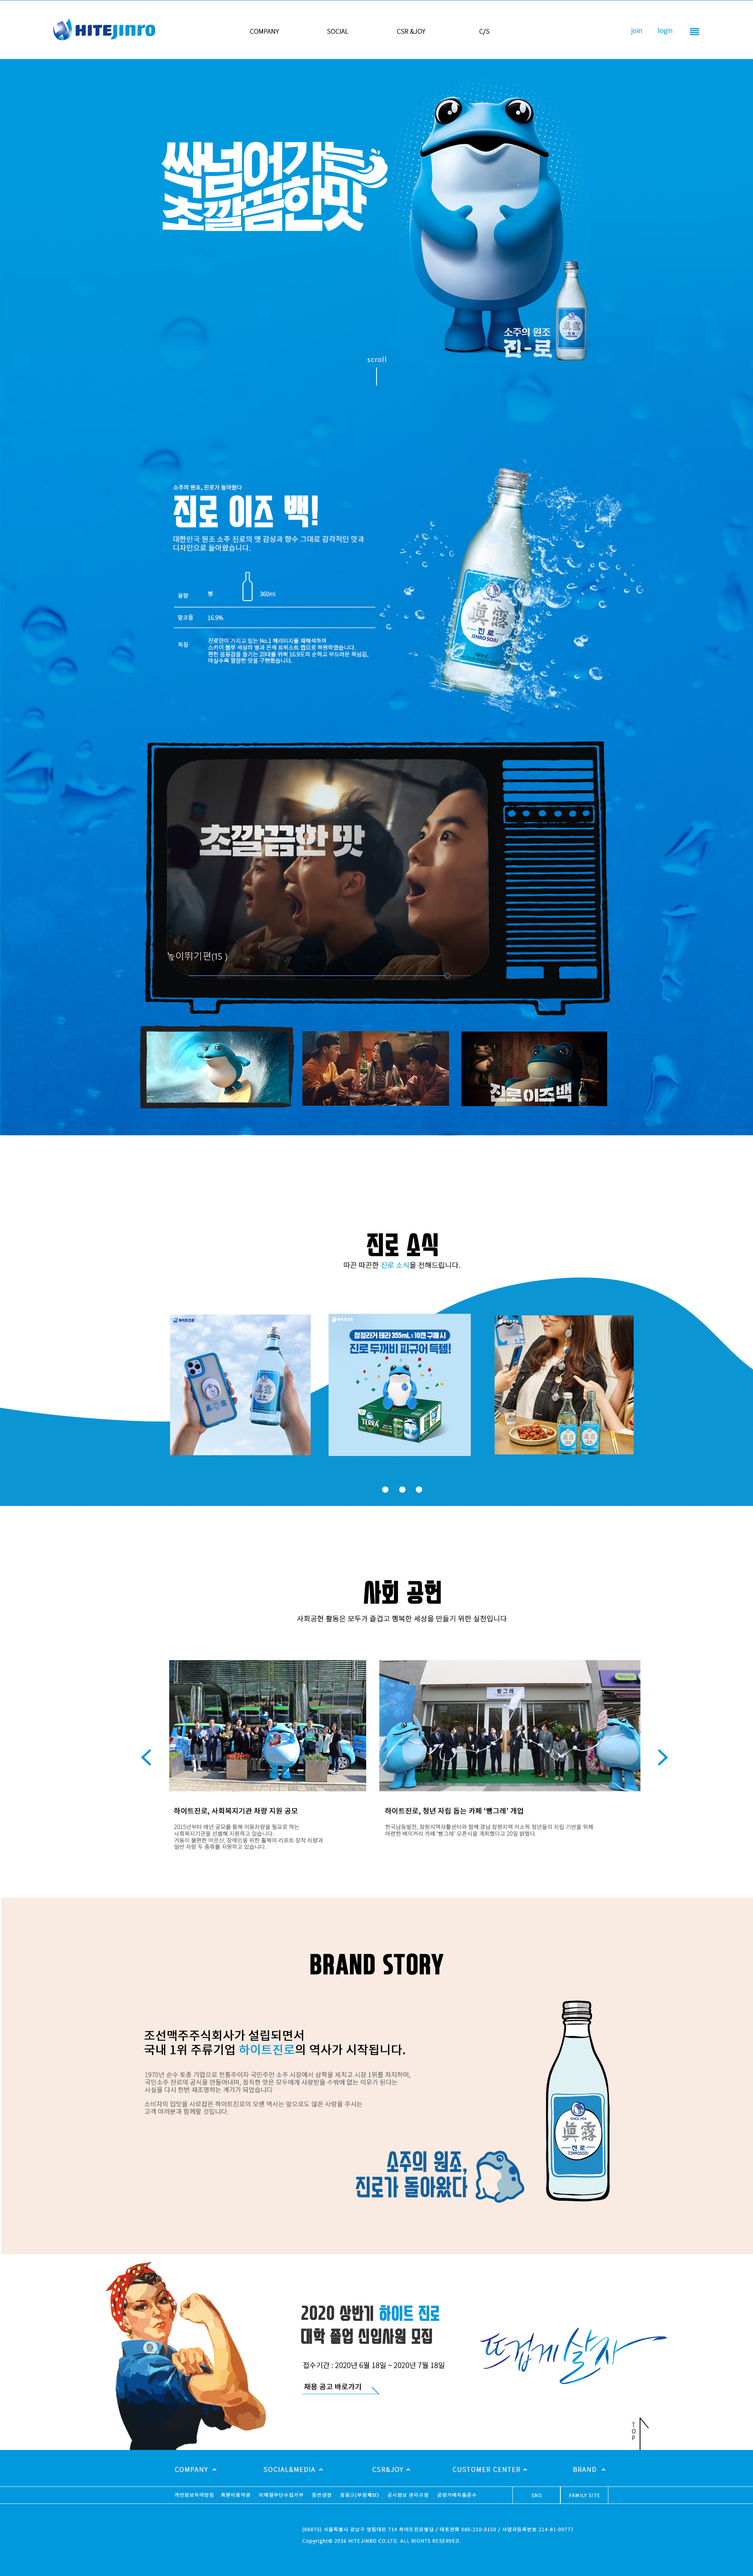 HITEJINRO
COMPANY
SOCIAL
CSR &JOY
C/S
join
login
싹넘어가는
초깔끔한맛
소주의 원조
진-로
scroll
소주의 원조, 진로가 돌아왔다
진로 이즈 백!
대한민국 원조 소주 진로의 옛 감성과 향수 그대로 감각적인 맛과
디자인으로 돌아왔습니다.
용량
병
360ml
알코올
16.9%
특징
진로만이 가지고 있는 No.1 헤리티지를 재해석하여
스카이 블루 색상의 병과 은색 트위스트 캡으로 복원하였습니다.
편한 음용감을 즐기는 20대를 위해 16.9도의 순하고 부드러운 목넘김,
마실수록 깔끔한 맛을 구현했습니다.
SINCE 1924
眞露
진로
JINRO SOJU
초깔끔한 맛
높이뛰기편(15 )
진로이즈백
진로 소식
따끈 따끈한 진로 소식을 전해드립니다.
하이트진로
청정라거 테라 355mL x 10캔 구매 시
진로 두꺼비 피규어 득템!
TERRA
眞露
사회 공헌
사회공헌 활동은 모두가 즐겁고 행복한 세상을 만들기 위한 실천입니다
빵그레
하이트진로, 사회복지기관 차량 지원 공모
2015년부터 매년 공모를 통해 이동차량을 필요로 하는
사회복지기관을 선별해 지원하고 있습니다.
거동이 불편한 어르신, 장애인을 위한 휠체어 리프트 장착 차량과
일반 차량 두 종류를 지원하고 있습니다.
하이트진로, 청년 자립 돕는 카페 '빵그레' 개업
한국남동발전, 창원지역자활센터와 함께 경남 창원지역 저소득 청년들의 자립 기반을 위해
마련한 베이커리 카페 '빵그레' 오픈식을 개최했다고 20일 밝혔다.
BRAND STORY
조선맥주주식회사가 설립되면서
국내 1위 주류기업 하이트진로의 역사가 시작됩니다.
1970년 순수 토종 기업으로 전통주이자 국민주인 소주 시장에서 삼학을 제치고 시장 1위를 차지하며,
국민소주 진로의 공식을 만들어내며, 정직한 맛은 모두에게 사랑받을 수밖에 없는 이유가 된다는
사실을 다시 한번 재조명하는 계기가 되었습니다
소비자의 입맛을 사로잡은 하이트진로의 오랜 역사는 앞으로도 많은 사랑을 주시는
고객 여러분과 함께할 것입니다.
SINCE 1924
眞露
진로
소주의 원조,
진로가 돌아왔다
2020 상반기 하이트 진로
대학 졸업 신입사원 모집
접수기간 : 2020년 6월 18일 ~ 2020년 7월 18일
채용 공고 바로가기
뜨겁게 살자
TOP
COMPANY
SOCIAL&MEDIA
CSR&JOY
CUSTOMER CENTER
BRAND
개인정보처리방침
회원이용약관
이메일무단수집거부
동반성장
정용고(부정제보)
공시정보 관리규정
공정거래자율준수
SNS
FAMILY SITE
(06075) 서울특별시 강남구 영동대로 714 하이트진로빌딩 / 대표전화 080-210-0150 / 사업자등록번호 214-81-00777
Copyright© 2016 HITEJINRO CO.LTD. ALL RIGHTS RESERVED.